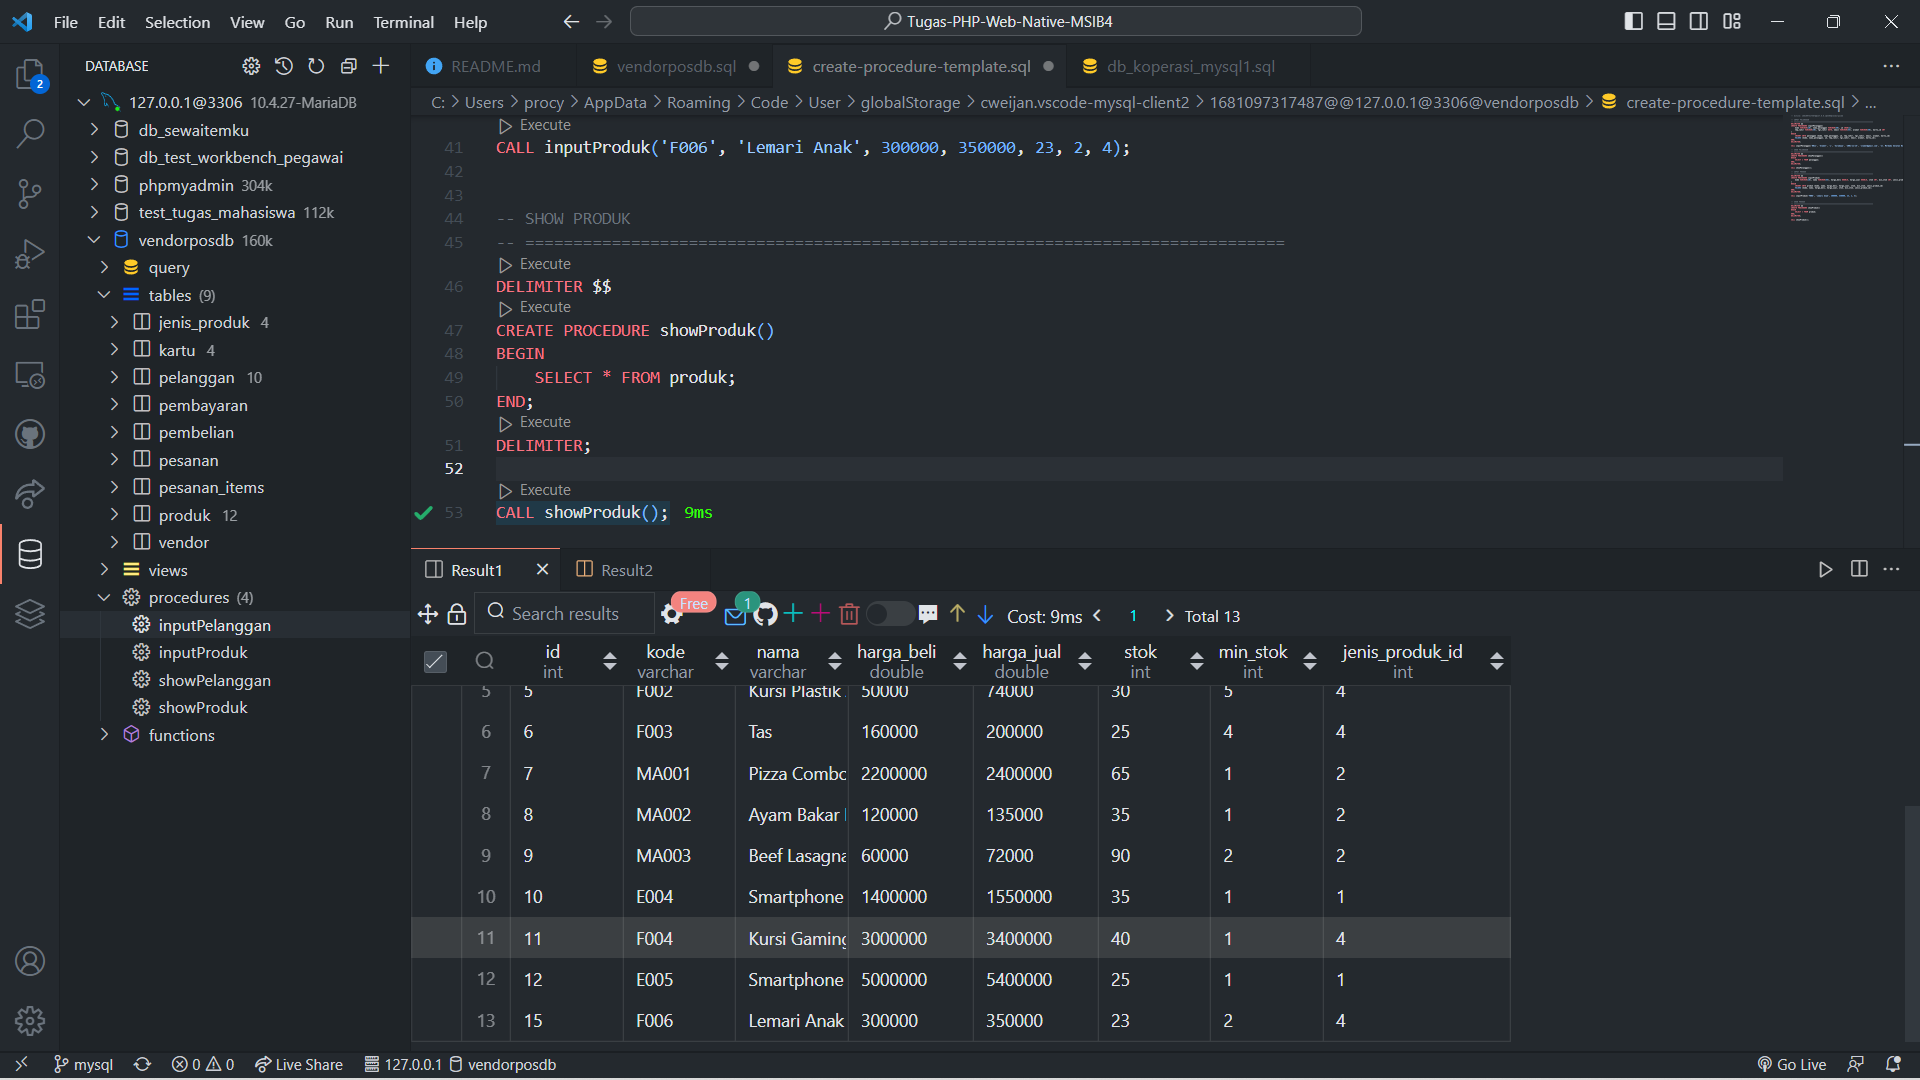 File Edit Selection View Go Run Terminal Help
Tugas-PHP-Web-Native-MSIB4
2
DATABASE
127.0.0.1@3306 10.4.27-MariaDB
db_sewaitemku
db_test_workbench_pegawai
phpmyadmin 304k
test_tugas_mahasiswa 112k
vendorposdb 160k
query
tables (9)
jenis_produk 4
kartu 4
pelanggan 10
pembayaran
pembelian
pesanan
pesanan_items
produk 12
vendor
views
procedures (4)
inputPelanggan
inputProduk
showPelanggan
showProduk
functions
README.md
vendorposdb.sql
create-procedure-template.sql
db_koperasi_mysql1.sql
C: > Users > procy > AppData > Roaming > Code > User > globalStorage > cweijan.vscode-mysql-client2 > 1681097317487@@127.0.0.1@3306@vendorposdb > create-procedure-template.sql > ...
Execute
41 CALL inputProduk('F006', 'Lemari Anak', 300000, 350000, 23, 2, 4);
42
43
44 -- SHOW PRODUK
45 -- ===============================================================================
Execute
46 DELIMITER $$
Execute
47 CREATE PROCEDURE showProduk()
48 BEGIN
49 SELECT * FROM produk;
50 END;
Execute
51 DELIMITER;
52
Execute
53 CALL showProduk(); 9ms
Result1
Result2
Search results
Free
1
Cost: 9ms < 1 > Total 13
id kode nama harga_beli harga_jual stok min_stok jenis_produk_id
int varchar varchar double double int int int
5 5 F002 Kursi Plastik 50000 74000 30 5 4
6 6 F003 Tas 160000 200000 25 4 4
7 7 MA001 Pizza Combo 2200000 2400000 65 1 2
8 8 MA002 Ayam Bakar 120000 135000 35 1 2
9 9 MA003 Beef Lasagna 60000 72000 90 2 2
10 10 E004 Smartphone 1400000 1550000 35 1 1
11 11 F004 Kursi Gaming 3000000 3400000 40 1 4
12 12 E005 Smartphone 5000000 5400000 25 1 1
13 15 F006 Lemari Anak 300000 350000 23 2 4
mysql 0 0 Live Share 127.0.0.1 vendorposdb
Go Live